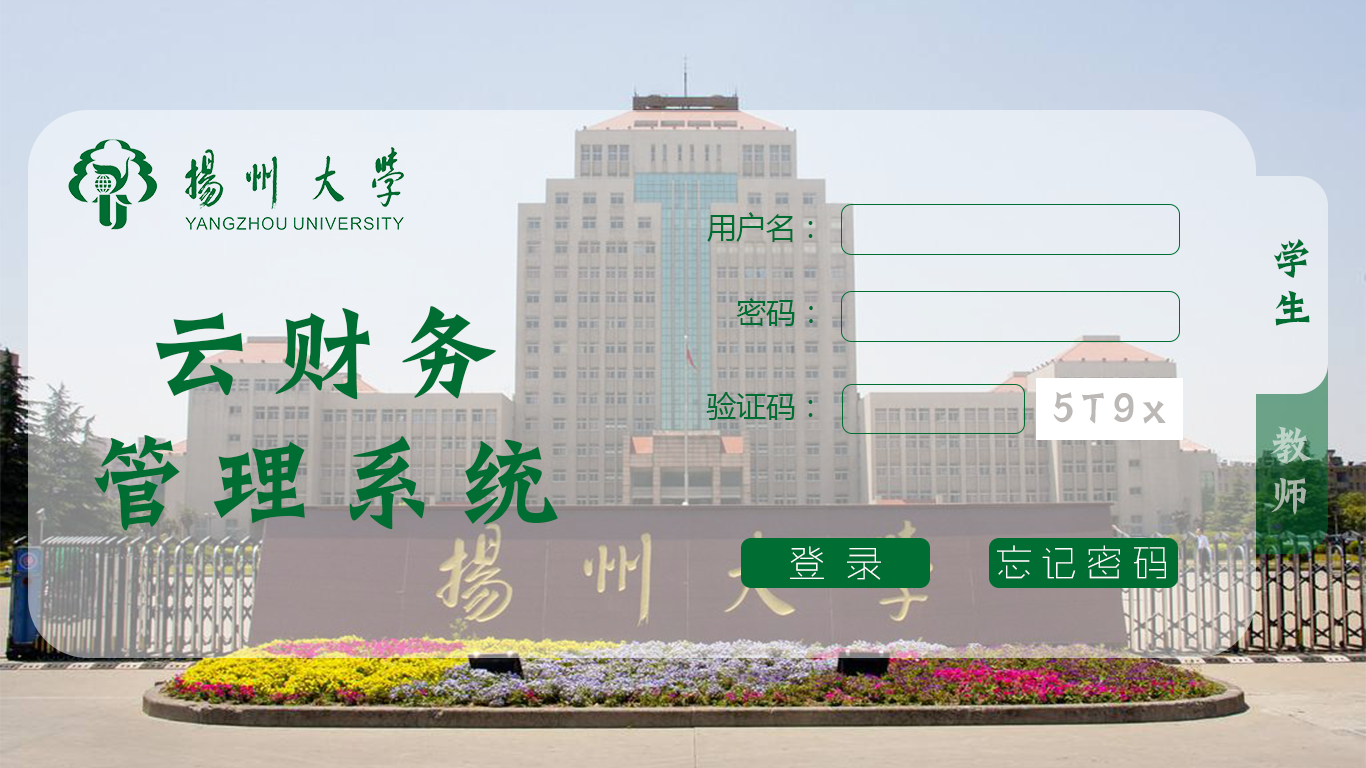 揚州大學
YANGZHOU UNIVERSITY
云财务
管理系统
用户名：
密码：
验证码：
5T9x
登录
忘记密码
学生
教师
揚州大学